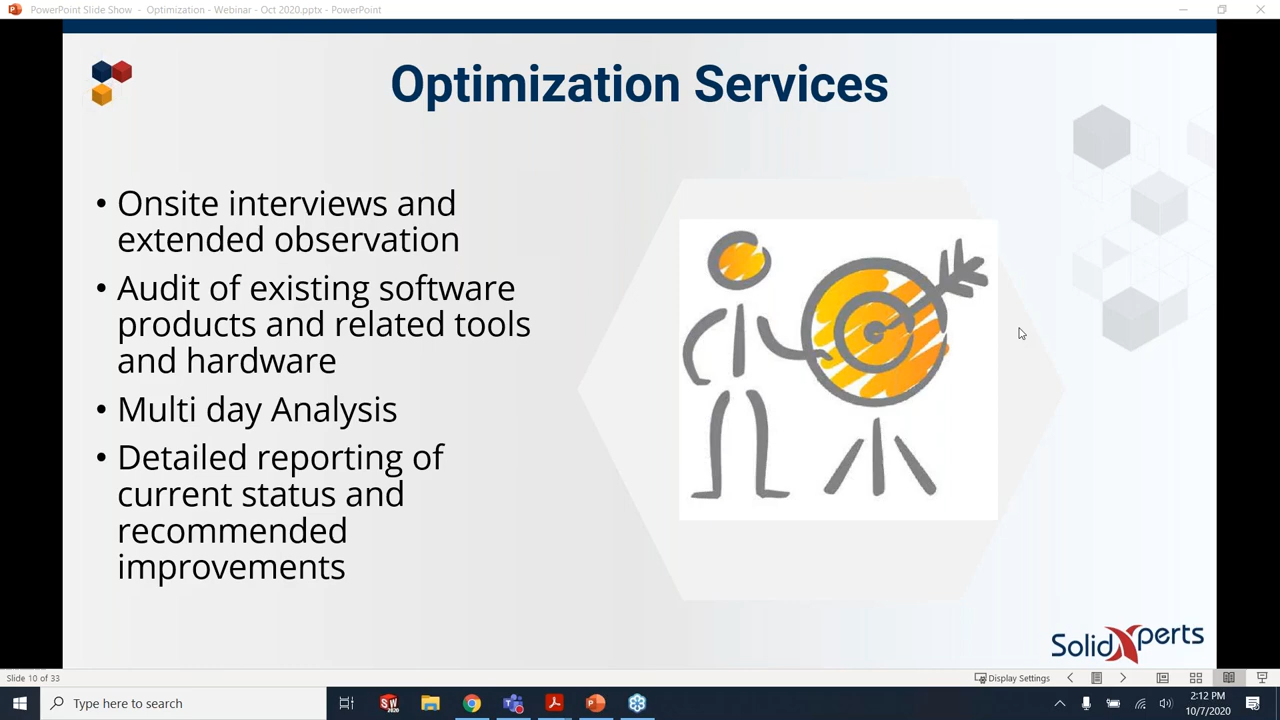 PowerPoint Slide Show - Optimization - Webinar - Oct 2020.pptx - PowerPoint
Optimization Services
• Onsite interviews and
extended observation
• Audit of existing software
products and related tools
and hardware
• Multi day Analysis
• Detailed reporting of
current status and
recommended
improvements
SolidXperts
Slide 10 of 33
Display Settings
Type here to search
SW
2020
2:12 PM
10/7/2020